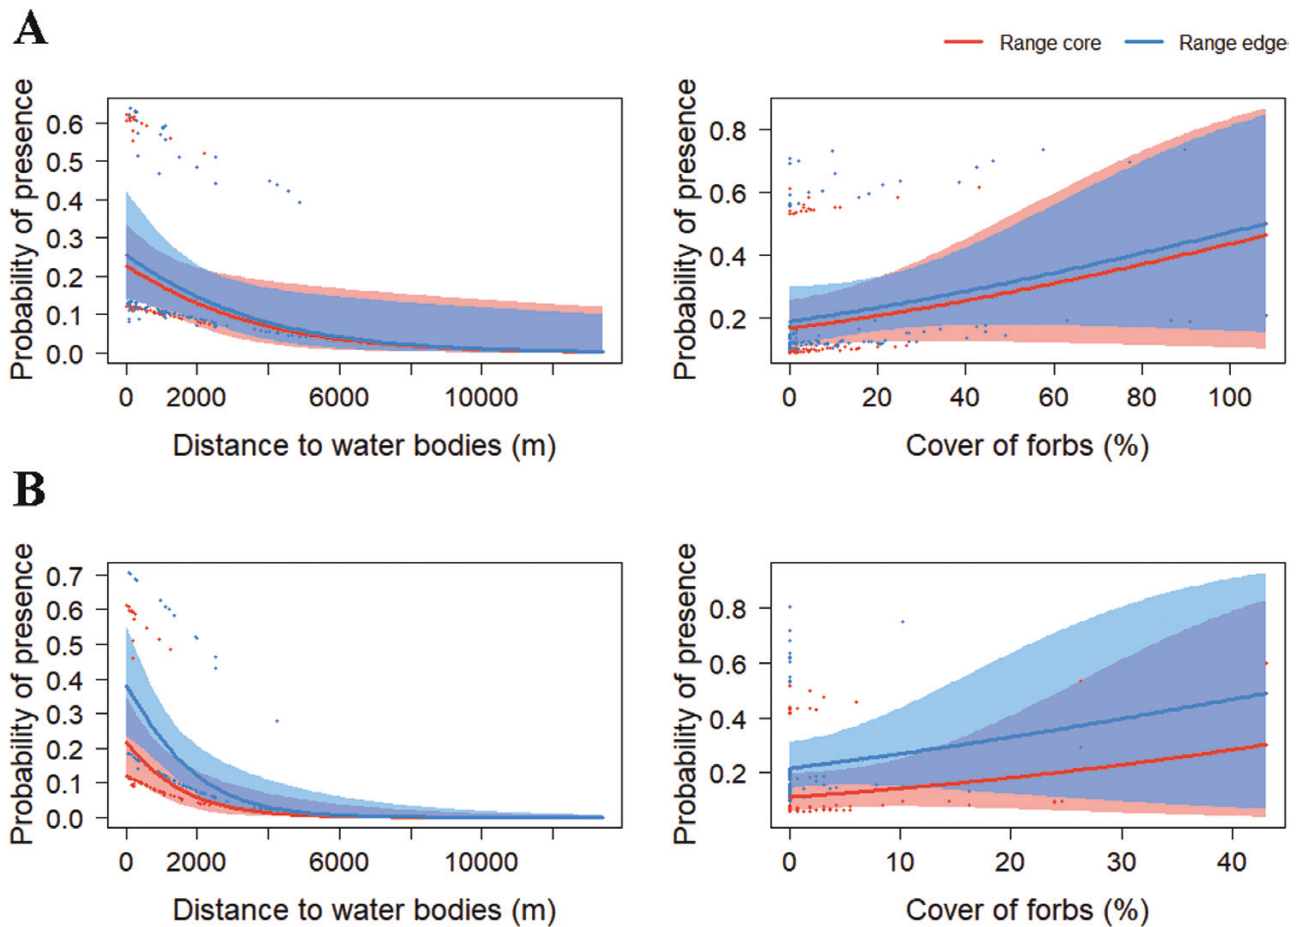 A
Range core Range edge
Probability of presence
0.6
0.5
0.4
0.3
0.2
0.1
0.0
0 2000 6000 10000
Distance to water bodies (m)
Probability of presence
0.8
0.6
0.4
0.2
0 20 40 60 80 100
Cover of forbs (%)
B
Probability of presence
0.7
0.6
0.5
0.4
0.3
0.2
0.1
0.0
0 2000 6000 10000
Distance to water bodies (m)
Probability of presence
0.8
0.6
0.4
0.2
0 10 20 30 40
Cover of forbs (%)